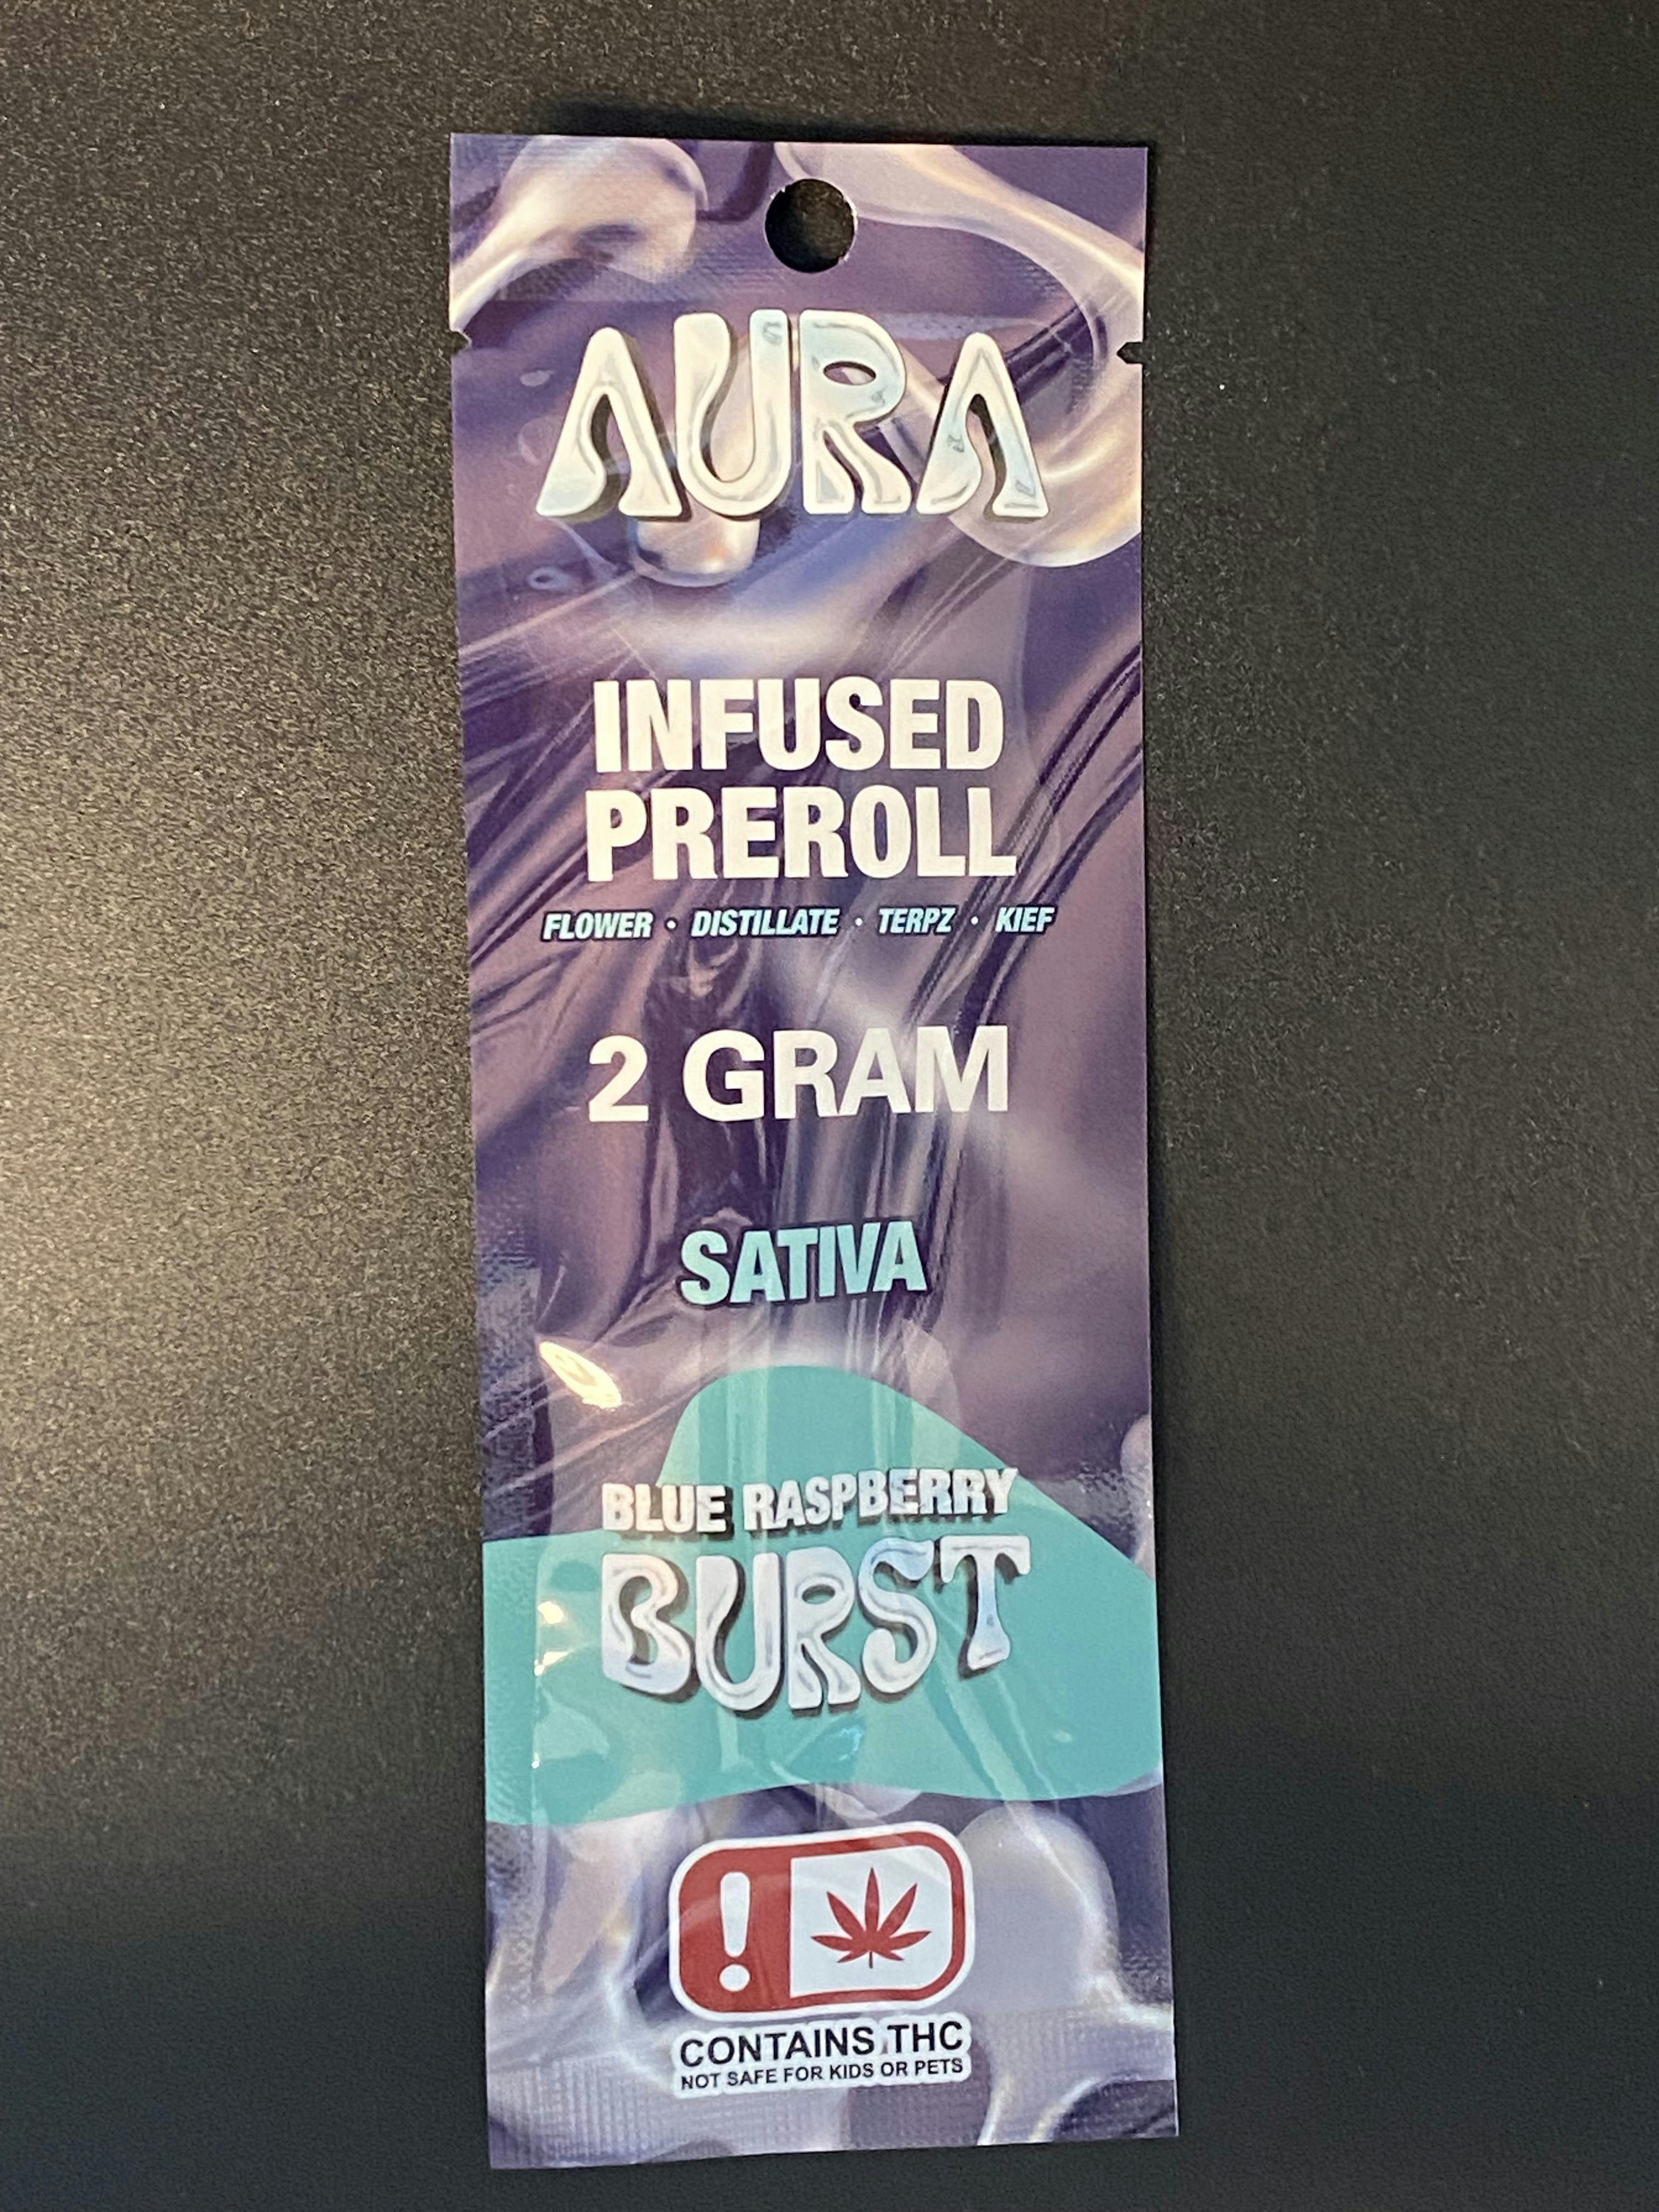 AURA
INFUSED
PREROLL
FLOWER • DISTILLATE • TERPZ • KIEF
2 GRAM
SATIVA
BLUE RASPBERRY
BURST
!
CONTAINS THC
NOT SAFE FOR KIDS OR PETS